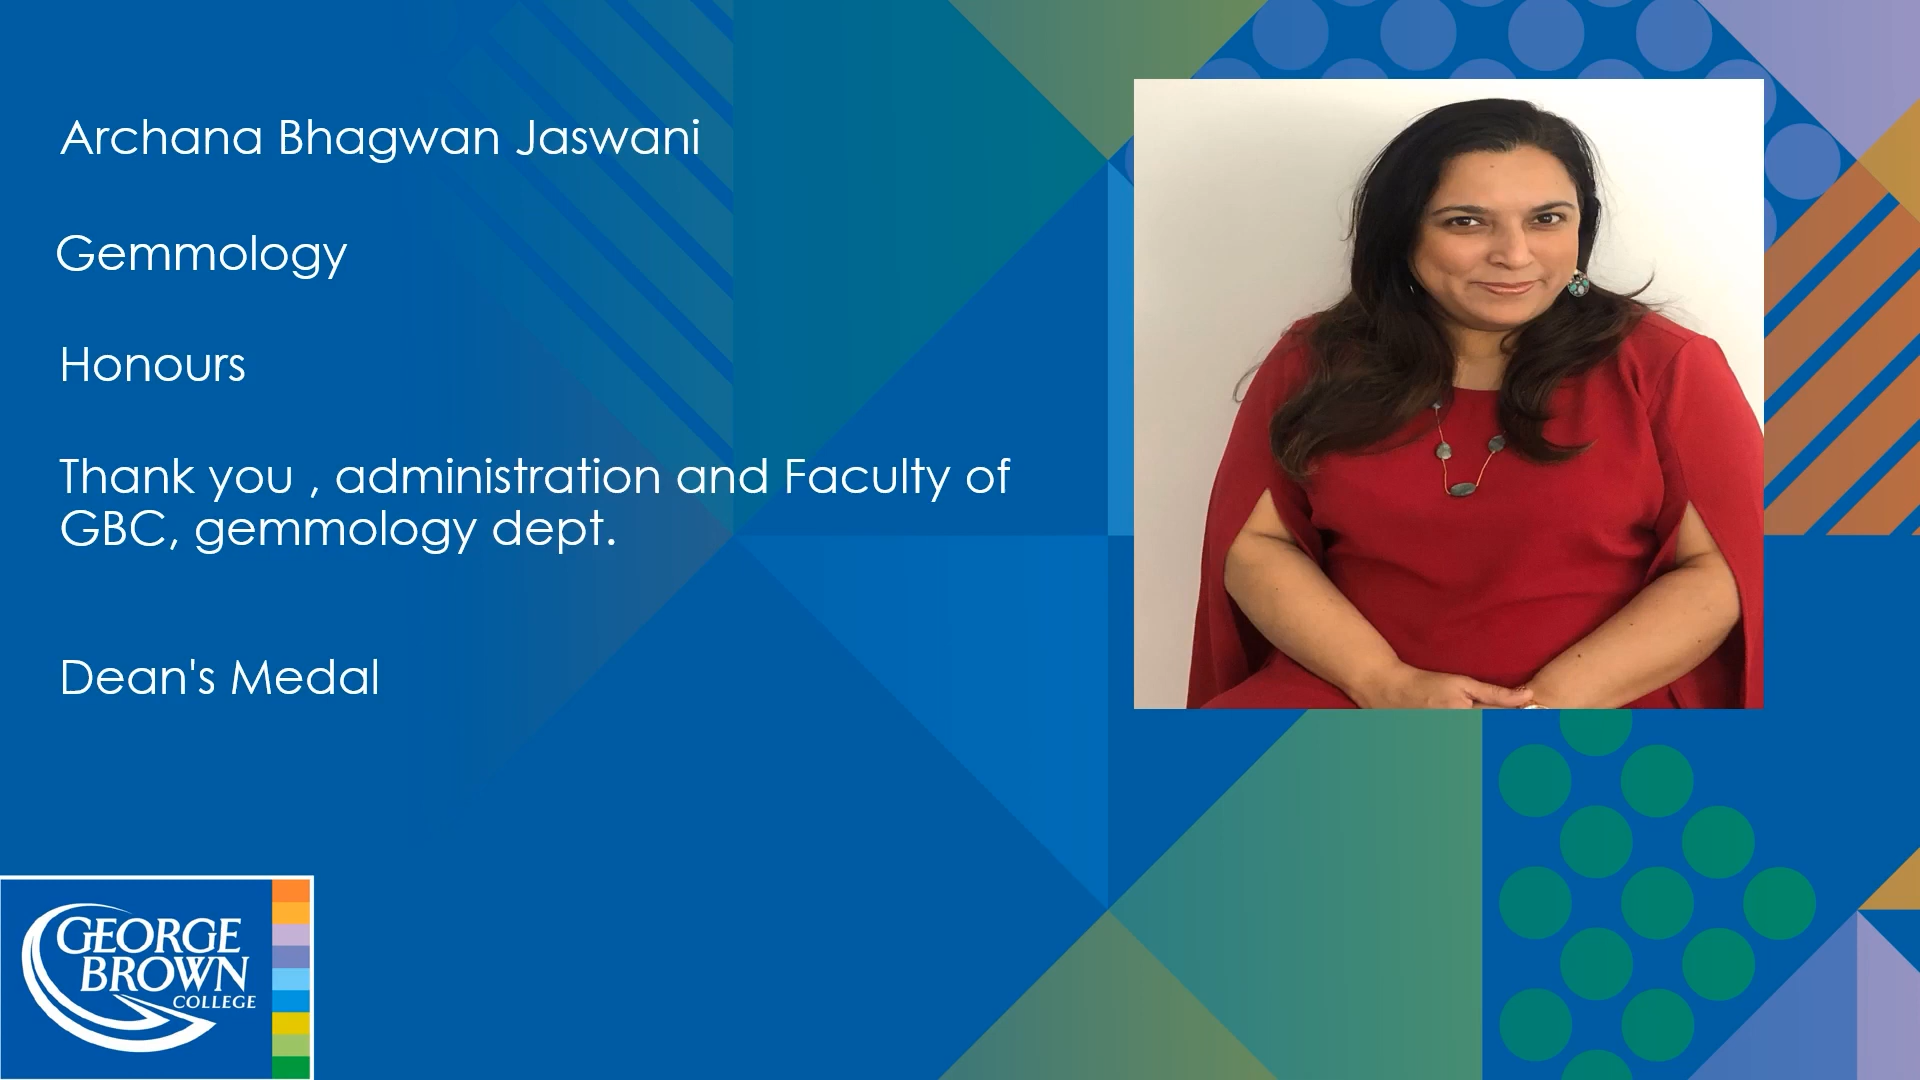 Archana Bhagwan Jaswani
Gemmology
Honours
Thank you , administration and Faculty of
GBC, gemmology dept.
Dean's Medal
GEORGE
BROWN
COLLEGE